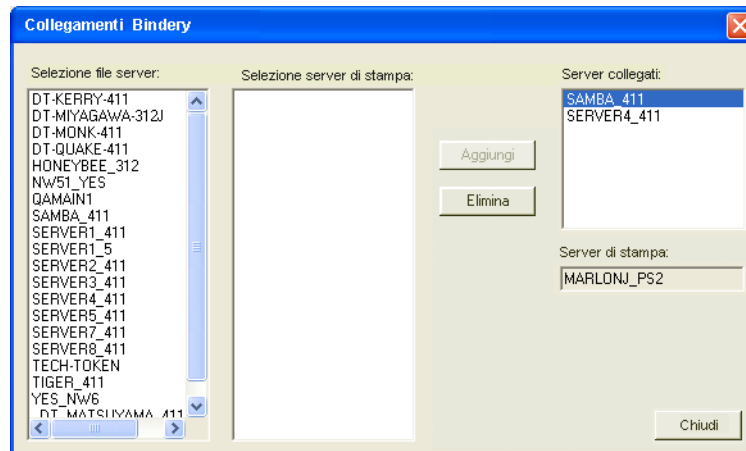 Collegamenti Bindery
Selezione file server:
DT-KERRY-411
DT-MIYAGAWA-312J
DT-MONK-411
DT-QUAKE-411
HONEYBEE_312
NW51_YES
QAMAIN1
SAMBA_411
SERVER1_411
SERVER1_5
SERVER2_411
SERVER3_411
SERVER4_411
SERVER5_411
SERVER7_411
SERVER8_411
TECH-TOKEN
TIGER_411
YES_NW6
_DT_MATSUYAMA_411
Selezione server di stampa:
Aggiungi
Elimina
Server collegati:
SAMBA_411
SERVER4_411
Server di stampa:
MARLONJ_PS2
Chiudi